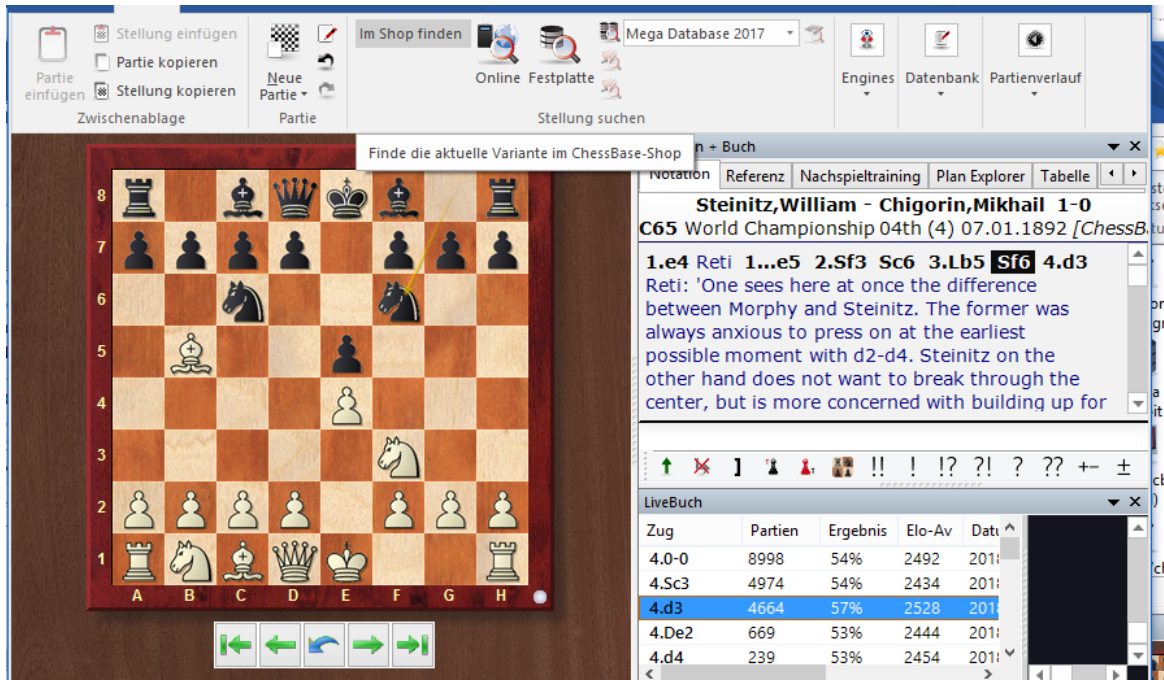 Partie einfügen
Stellung einfügen
Partie kopieren
Stellung kopieren
Zwischenablage
Neue Partie
Partie
Im Shop finden
Online
Festplatte
Mega Database 2017
Stellung suchen
Engines
Datenbank
Partienverlauf
Finde die aktuelle Variante im ChessBase-Shop
n + Buch
Notation
Referenz
Nachspieltraining
Plan Explorer
Tabelle
Steinitz,William - Chigorin,Mikhail 1-0
C65 World Championship 04th (4) 07.01.1892 [ChessB
1.e4 Reti 1...e5 2.Sf3 Sc6 3.Lb5 Sf6 4.d3
Reti: 'One sees here at once the difference
between Morphy and Steinitz. The former was
always anxious to press on at the earliest
possible moment with d2-d4. Steinitz on the
other hand does not want to break through the
center, but is more concerned with building up for
8
7
6
5
4
3
2
1
A B C D E F G H
] !! ! !? ?! ? ?? +− ±
LiveBuch
Zug Partien Ergebnis Elo-Av Datu
4.0-0 8998 54% 2492 2018
4.Sc3 4974 54% 2434 2018
4.d3 4664 57% 2528 2018
4.De2 669 53% 2444 2018
4.d4 239 53% 2454 2018